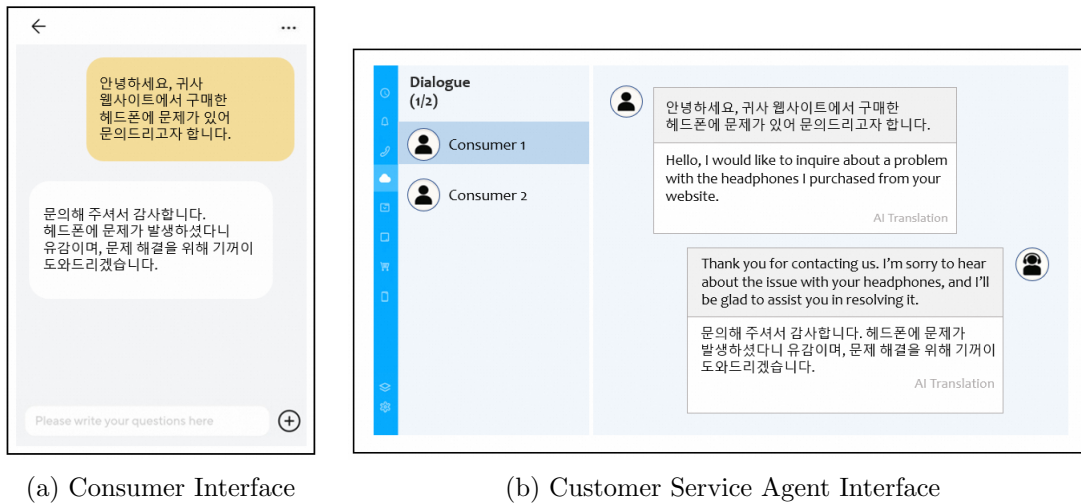 안녕하세요, 귀사
웹사이트에서 구매한
헤드폰에 문제가 있어
문의드리고자 합니다.
문의해 주셔서 감사합니다.
헤드폰에 문제가 발생하셨다니
유감이며, 문제 해결을 위해 기꺼이
도와드리겠습니다.
Please write your questions here
(a) Consumer Interface
Dialogue
(1/2)
Consumer 1
Consumer 2
안녕하세요, 귀사 웹사이트에서 구매한
헤드폰에 문제가 있어 문의드리고자 합니다.
Hello, I would like to inquire about a problem
with the headphones I purchased from your
website.
AI Translation
Thank you for contacting us. I’m sorry to hear
about the issue with your headphones, and I’ll
be glad to assist you in resolving it.
문의해 주셔서 감사합니다. 헤드폰에 문제가
발생하셨다니 유감이며, 문제 해결을 위해 기꺼이
도와드리겠습니다.
AI Translation
(b) Customer Service Agent Interface